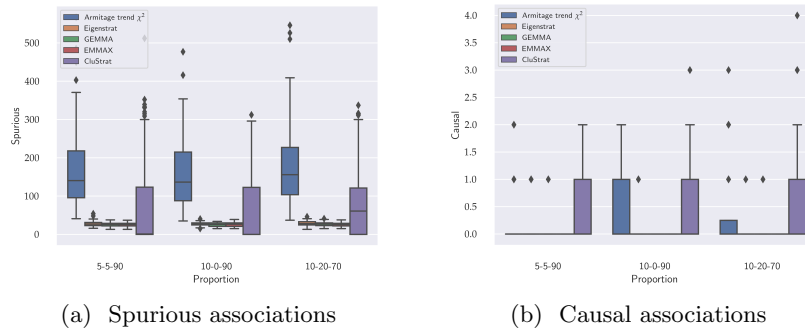 Armitage trend χ²
Eigenstrat
GEMMA
EMMAX
CluStrat
500
400
300
200
100
0
Spurious
5-5-90
10-0-90
10-20-70
Proportion
(a) Spurious associations
Armitage trend χ²
Eigenstrat
GEMMA
EMMAX
CluStrat
4.0
3.5
3.0
2.5
2.0
1.5
1.0
0.5
0.0
Causal
5-5-90
10-0-90
10-20-70
Proportion
(b) Causal associations